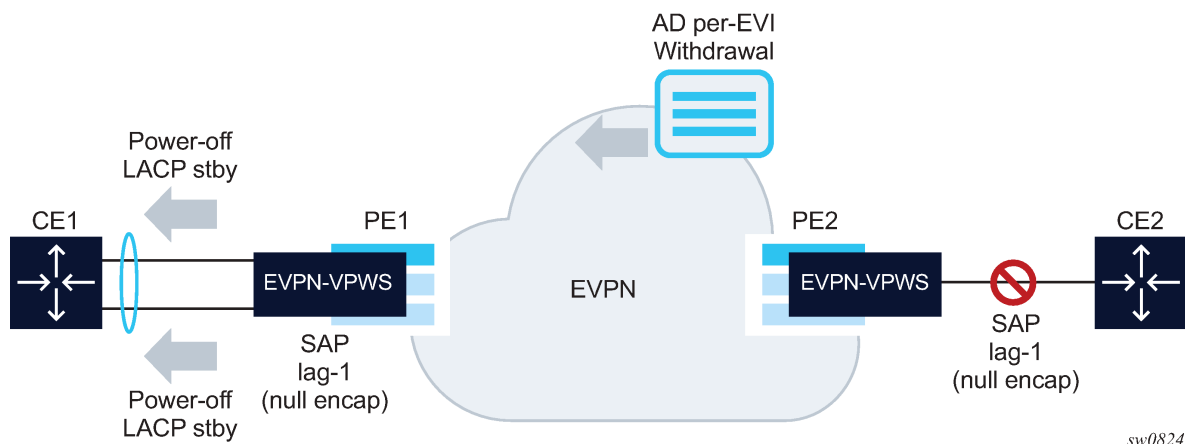 AD per-EVI
Withdrawal
Power-off
LACP stby
CE1
PE1
PE2
CE2
EVPN-VPWS
EVPN
EVPN-VPWS
SAP
lag-1
(null encap)
SAP
lag-1
(null encap)
Power-off
LACP stby
sw0824